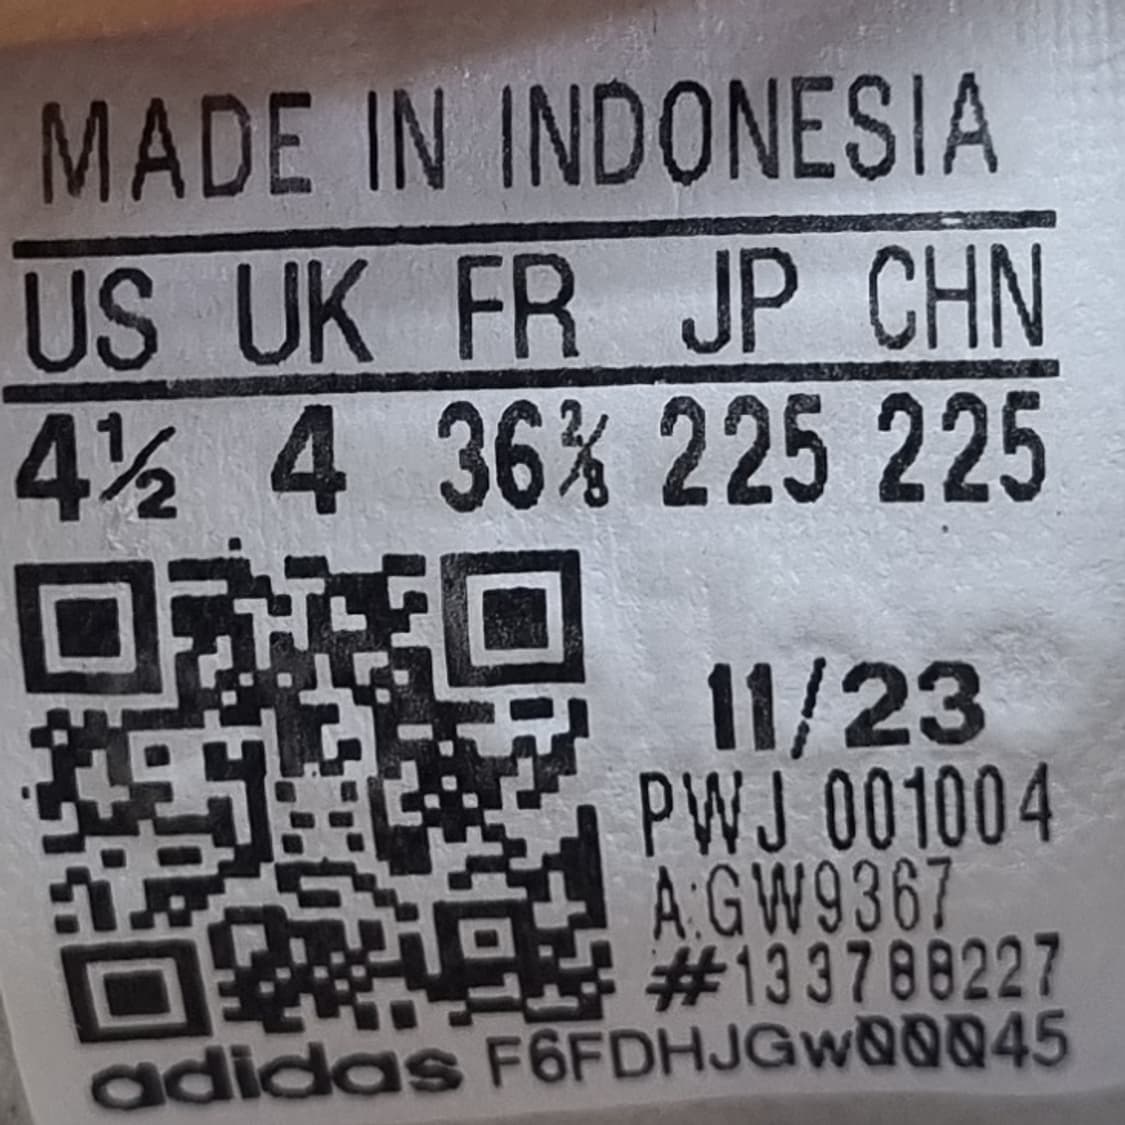 MADE IN INDONESIA
US UK FR JP CHN
4½ 4 36⅔ 225 225
11/23
PWJ 001004
A:GW9367
#133788227
adidas F6FDHJGw00045